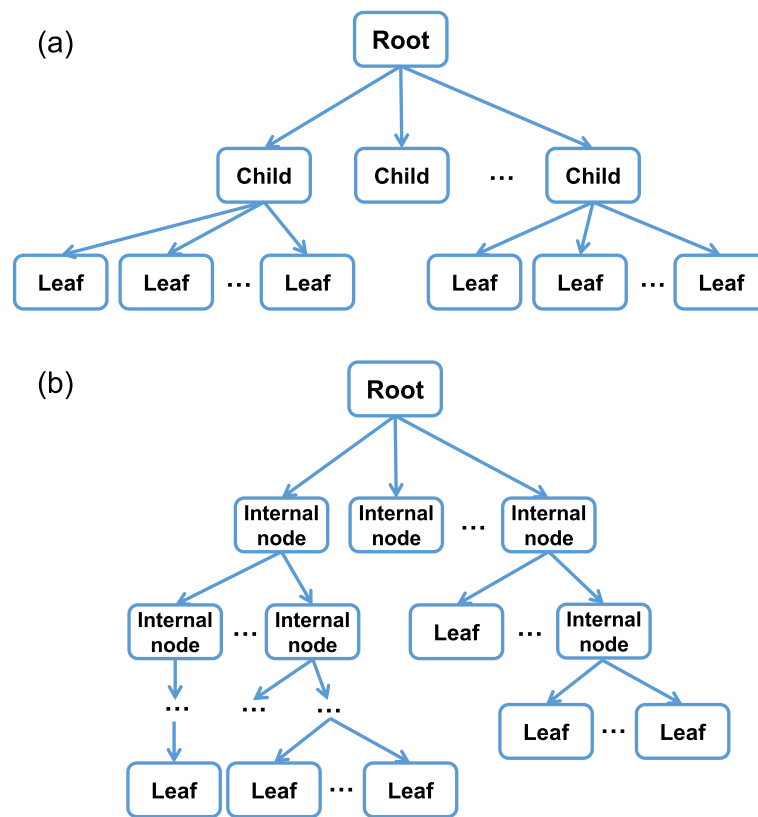 (a)
Root
Child
Child
...
Child
Leaf
Leaf
...
Leaf
Leaf
Leaf
...
Leaf
(b)
Root
Internal
node
Internal
node
...
Internal
node
Internal
node
...
Internal
node
Leaf
...
Internal
node
...
...
...
Leaf
...
Leaf
Leaf
Leaf
...
Leaf